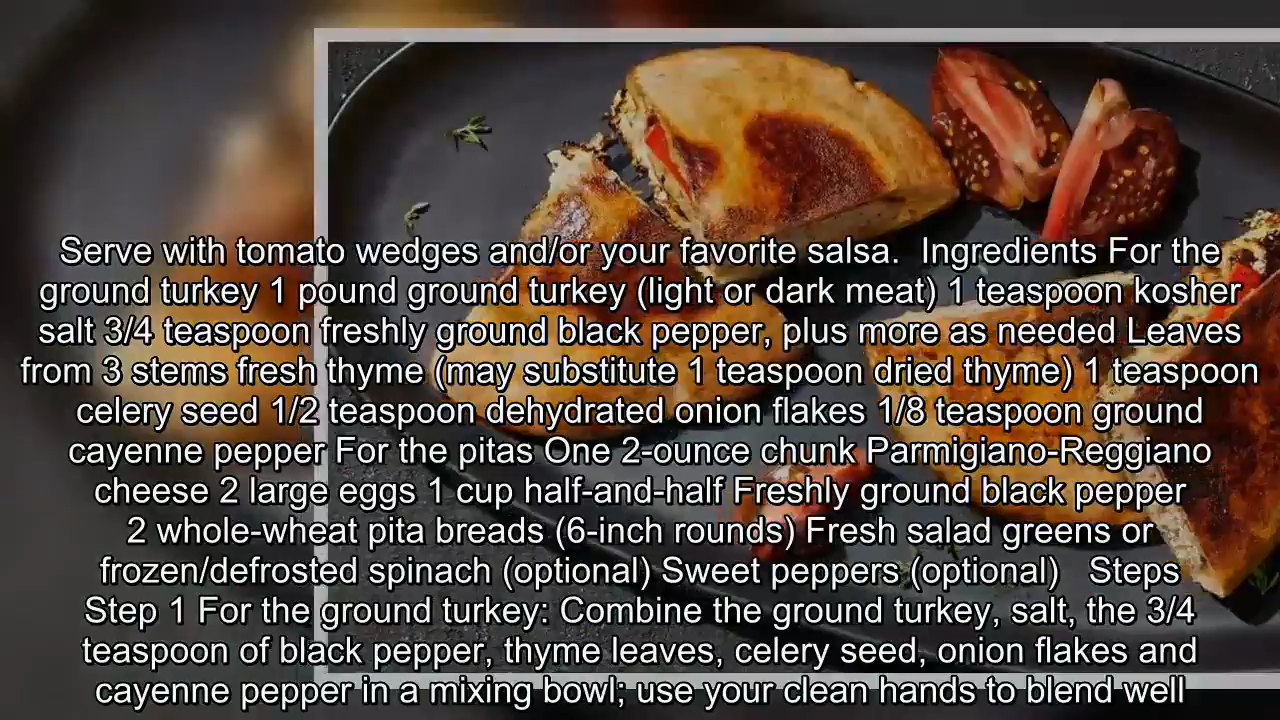 Serve with tomato wedges and/or your favorite salsa.  Ingredients For the
ground turkey 1 pound ground turkey (light or dark meat) 1 teaspoon kosher
salt 3/4 teaspoon freshly ground black pepper, plus more as needed Leaves
from 3 stems fresh thyme (may substitute 1 teaspoon dried thyme) 1 teaspoon
celery seed 1/2 teaspoon dehydrated onion flakes 1/8 teaspoon ground
cayenne pepper For the pitas One 2-ounce chunk Parmigiano-Reggiano
cheese 2 large eggs 1 cup half-and-half Freshly ground black pepper
2 whole-wheat pita breads (6-inch rounds) Fresh salad greens or
frozen/defrosted spinach (optional) Sweet peppers (optional)   Steps
Step 1 For the ground turkey: Combine the ground turkey, salt, the 3/4
teaspoon of black pepper, thyme leaves, celery seed, onion flakes and
cayenne pepper in a mixing bowl; use your clean hands to blend well